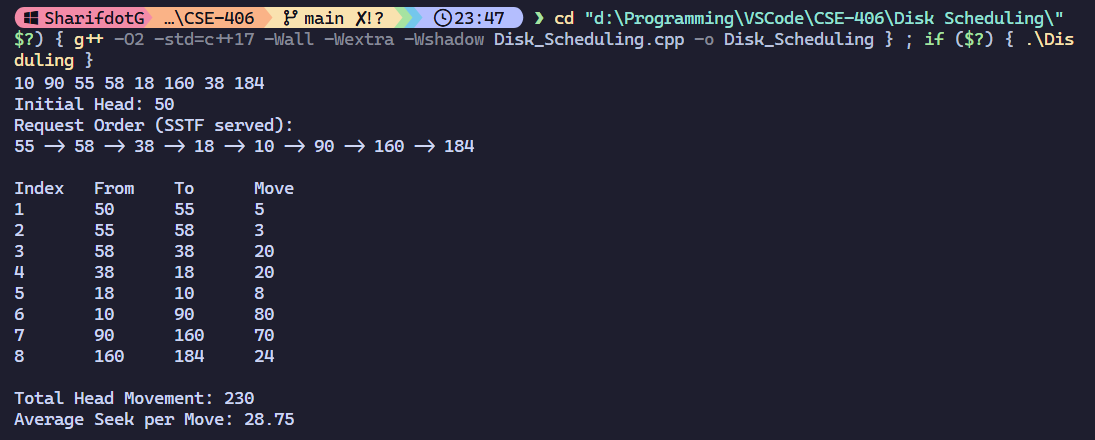 SharifdotG …\CSE-406 main X!? 23:47 ❯ cd "d:\Programming\VSCode\CSE-406\Disk Scheduling\"
$?) { g++ -O2 -std=c++17 -Wall -Wextra -Wshadow Disk_Scheduling.cpp -o Disk_Scheduling } ; if ($?) { .\Dis
duling }
10 90 55 58 18 160 38 184
Initial Head: 50
Request Order (SSTF served):
55 -> 58 -> 38 -> 18 -> 10 -> 90 -> 160 -> 184
Index From To Move
1 50 55 5
2 55 58 3
3 58 38 20
4 38 18 20
5 18 10 8
6 10 90 80
7 90 160 70
8 160 184 24
Total Head Movement: 230
Average Seek per Move: 28.75